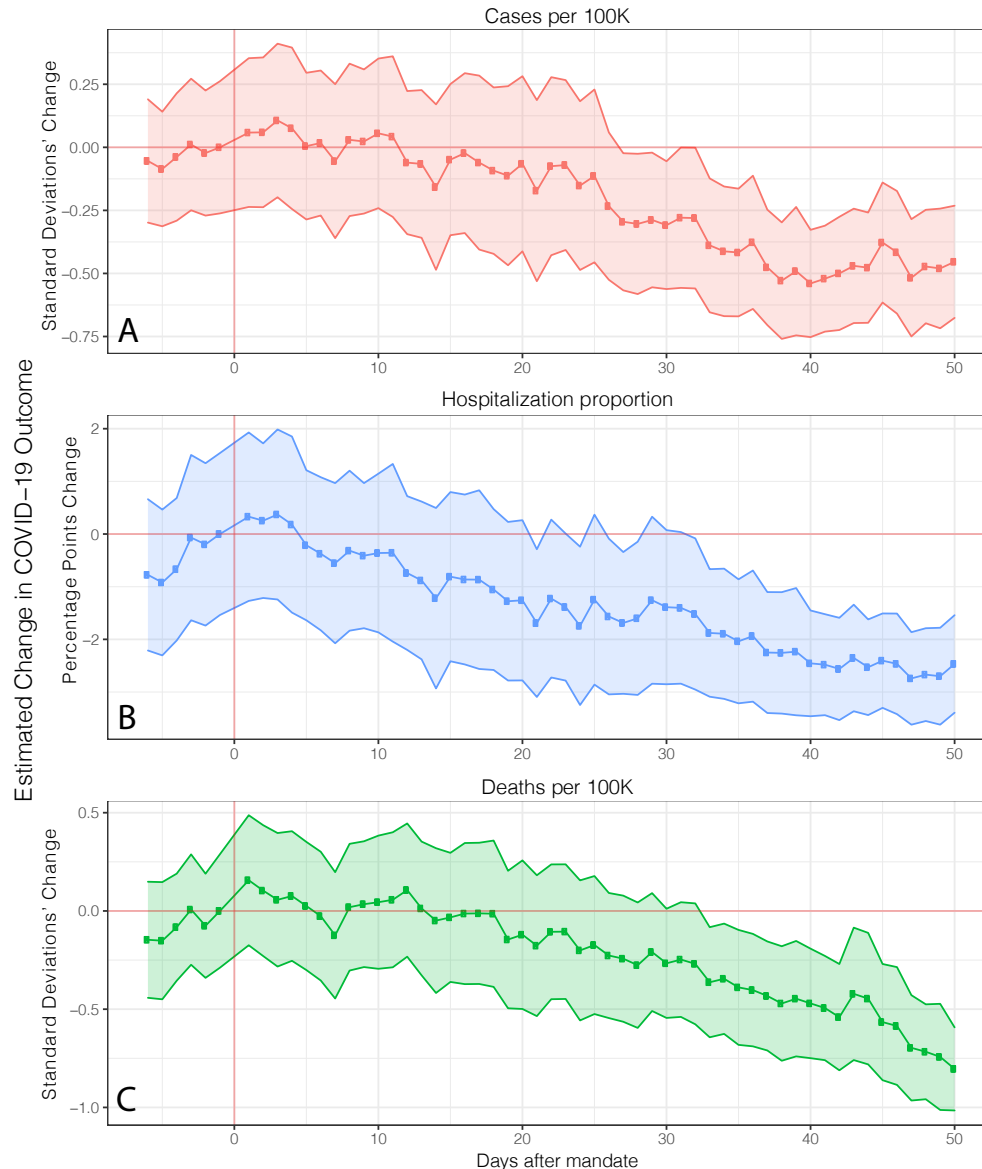 Estimated Change in COVID−19 Outcome
Cases per 100K
Standard Deviations' Change
0.25
0.00
−0.25
−0.50
−0.75
A
0 10 20 30 40 50
Hospitalization proportion
Percentage Points Change
2
0
−2
B
0 10 20 30 40 50
Deaths per 100K
Standard Deviations' Change
0.5
0.0
−0.5
−1.0
C
0 10 20 30 40 50
Days after mandate